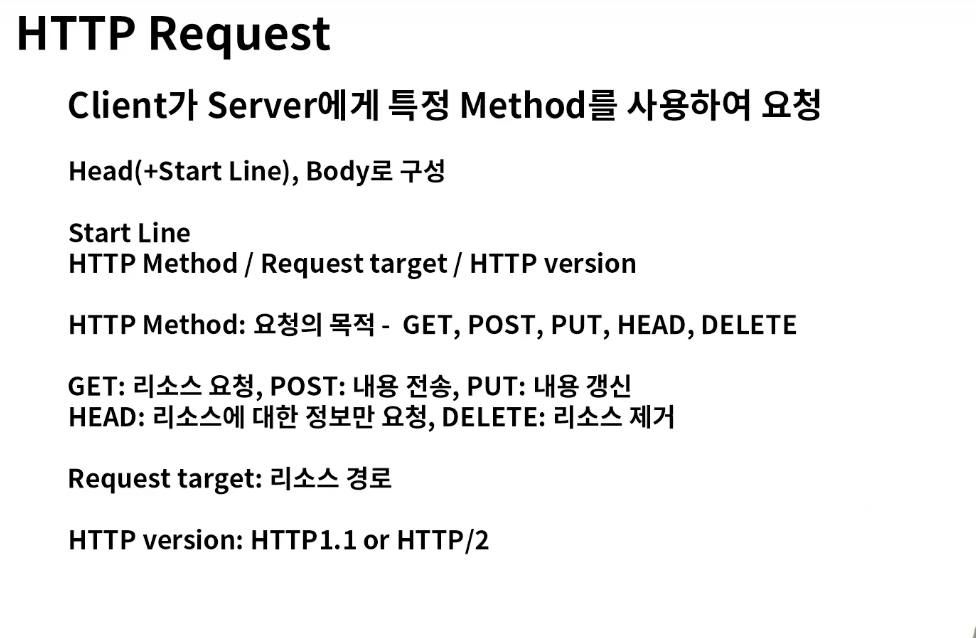 HTTP Request
Client가 Server에게 특정 Method를 사용하여 요청
Head(+Start Line), Body로 구성
Start Line
HTTP Method / Request target / HTTP version
HTTP Method: 요청의 목적 - GET, POST, PUT, HEAD, DELETE
GET: 리소스 요청, POST: 내용 전송, PUT: 내용 갱신
HEAD: 리소스에 대한 정보만 요청, DELETE: 리소스 제거
Request target: 리소스 경로
HTTP version: HTTP1.1 or HTTP/2